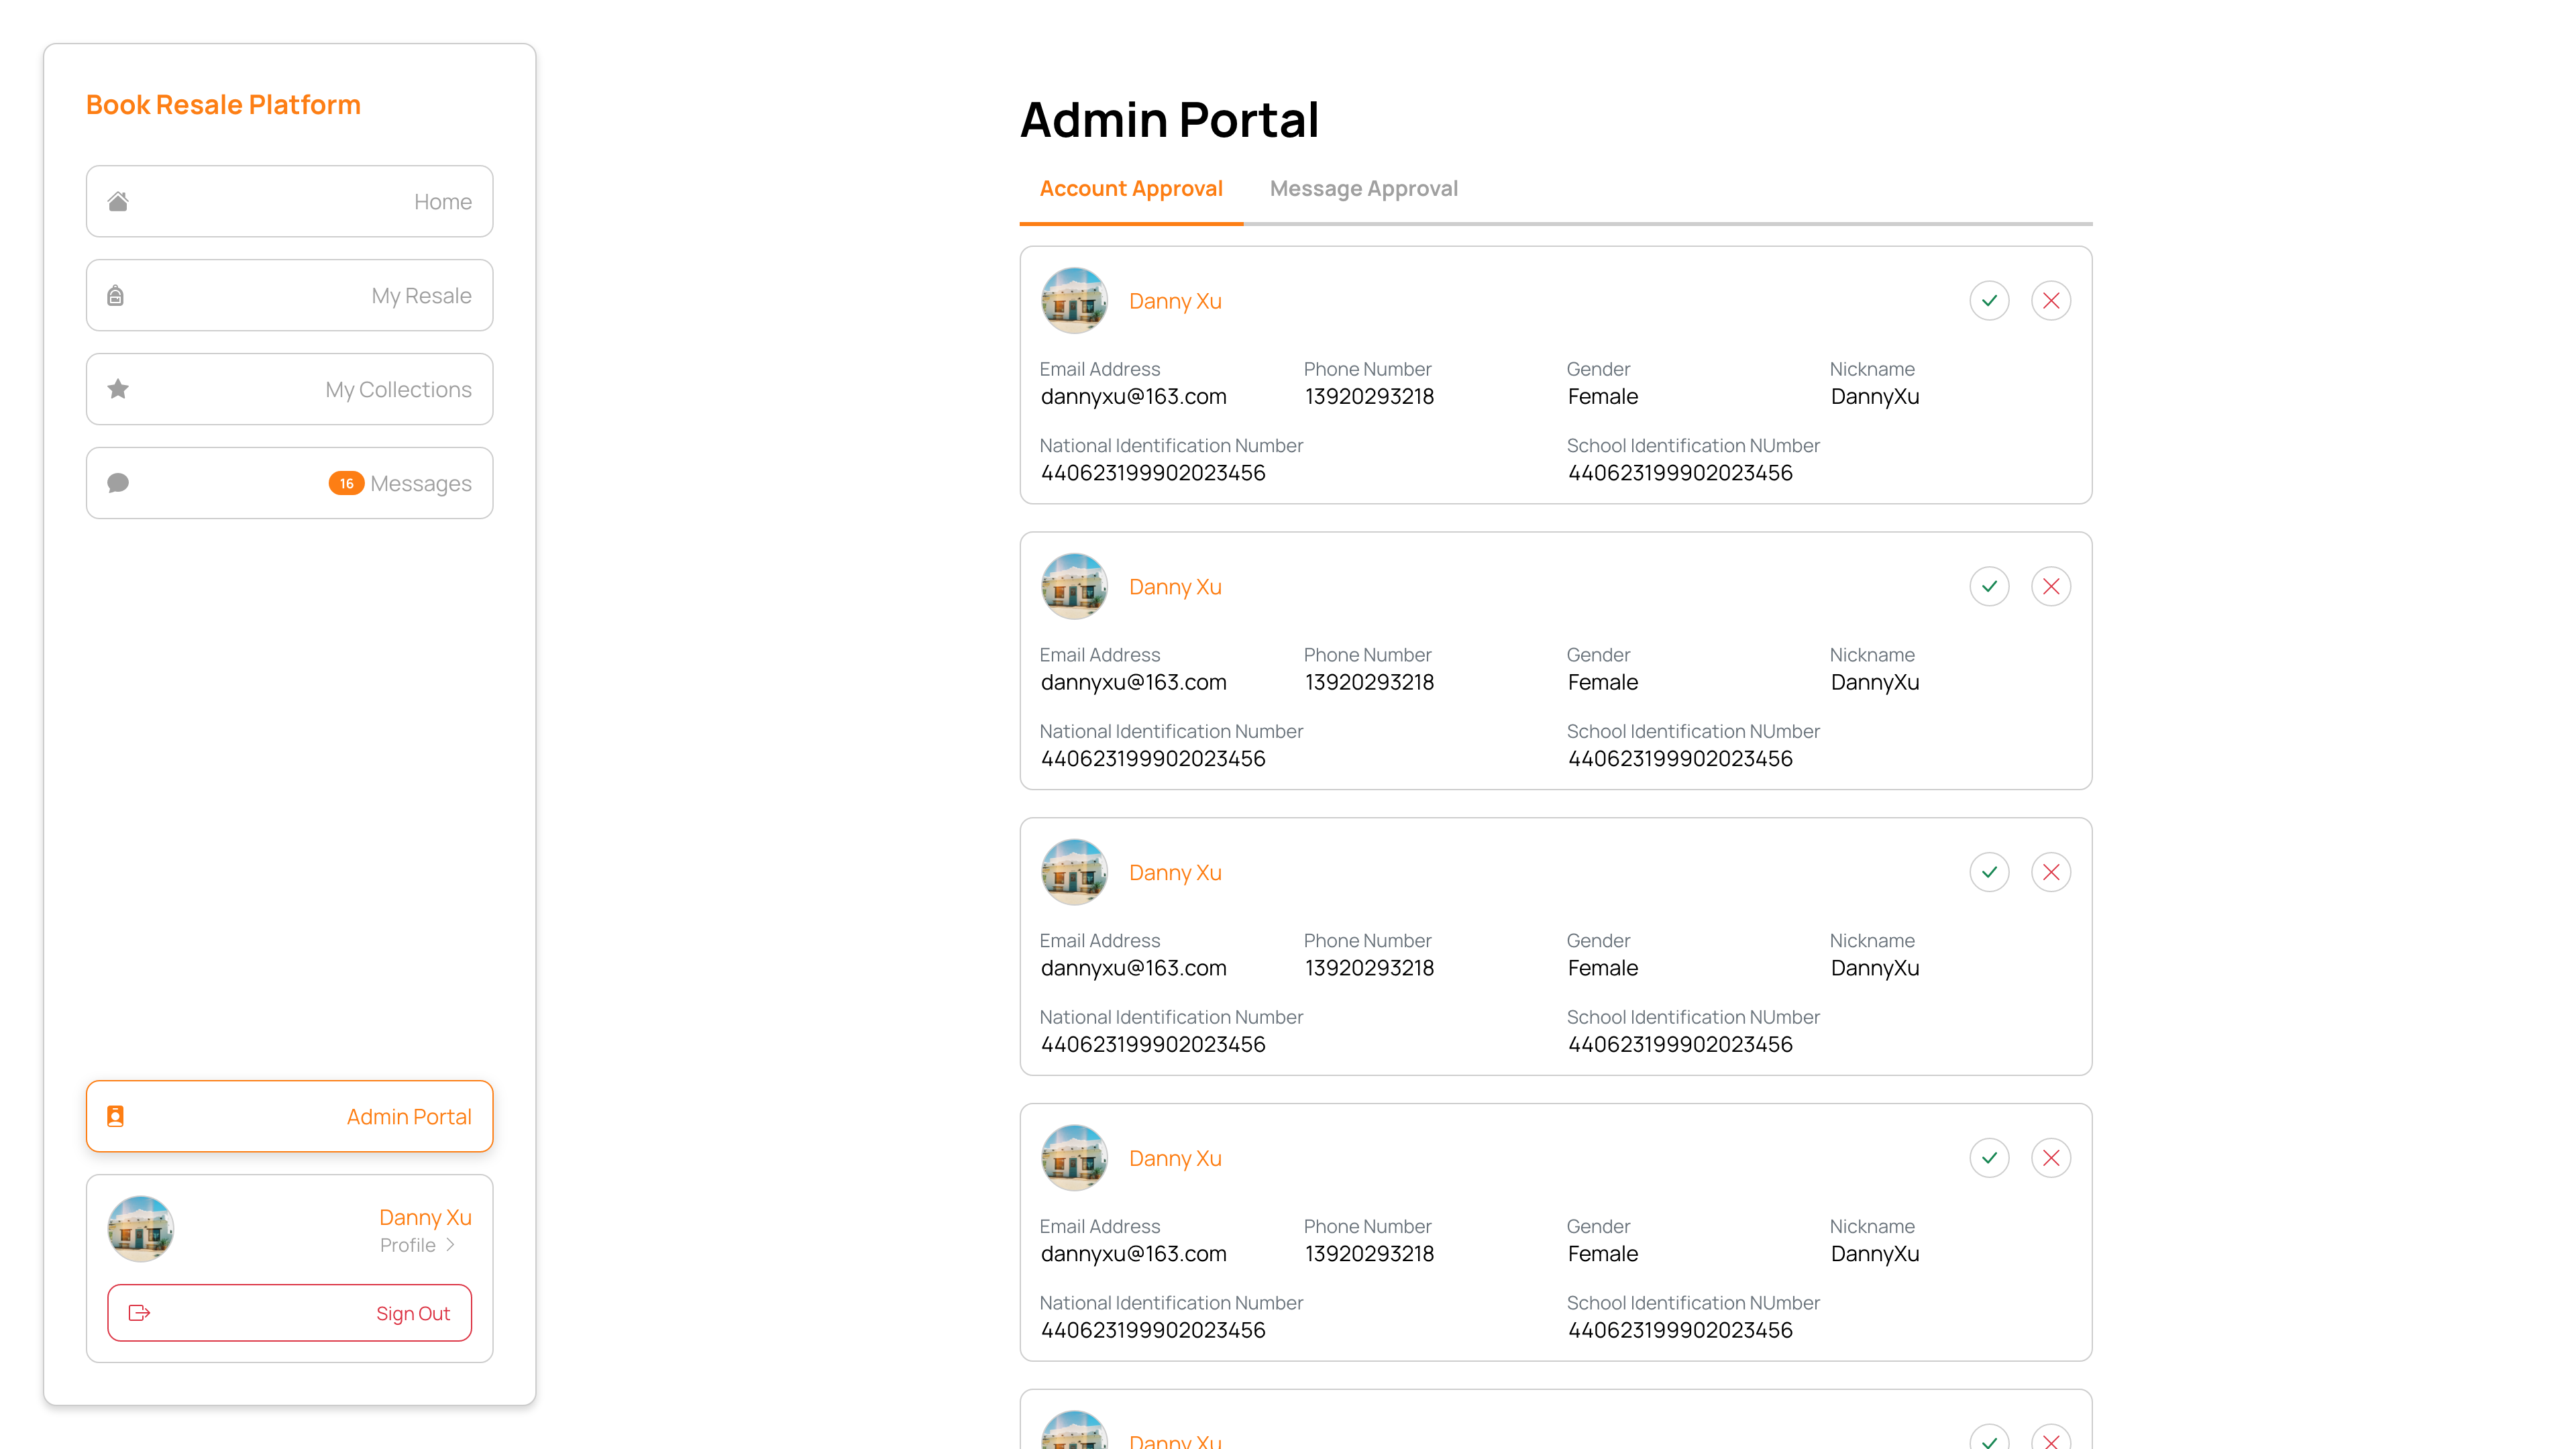 Book Resale Platform
Home
My Resale
My Collections
16 Messages
Admin Portal
Danny Xu
Profile
Sign Out
Admin Portal
Account Approval Message Approval
Danny Xu
Email Address Phone Number Gender Nickname
dannyxu@163.com 13920293218 Female DannyXu
National Identification Number School Identification NUmber
440623199902023456 440623199902023456
Danny Xu
Email Address Phone Number Gender Nickname
dannyxu@163.com 13920293218 Female DannyXu
National Identification Number School Identification NUmber
440623199902023456 440623199902023456
Danny Xu
Email Address Phone Number Gender Nickname
dannyxu@163.com 13920293218 Female DannyXu
National Identification Number School Identification NUmber
440623199902023456 440623199902023456
Danny Xu
Email Address Phone Number Gender Nickname
dannyxu@163.com 13920293218 Female DannyXu
National Identification Number School Identification NUmber
440623199902023456 440623199902023456
Danny Xu